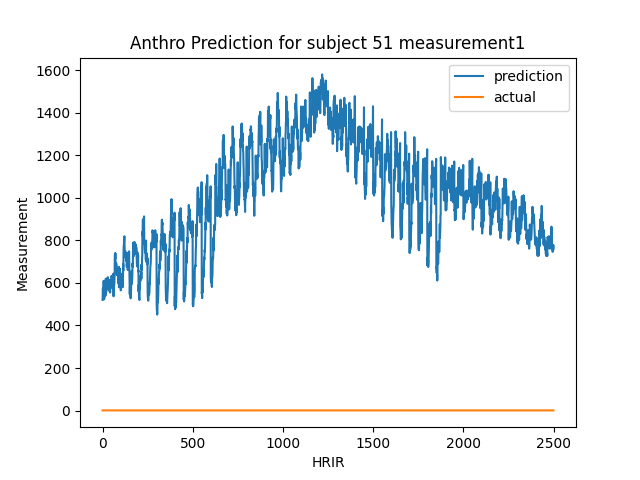 Anthro Prediction for subject 51 measurement1
prediction
actual
Measurement
1600
1400
1200
1000
800
600
400
200
0
0 500 1000 1500 2000 2500
HRIR